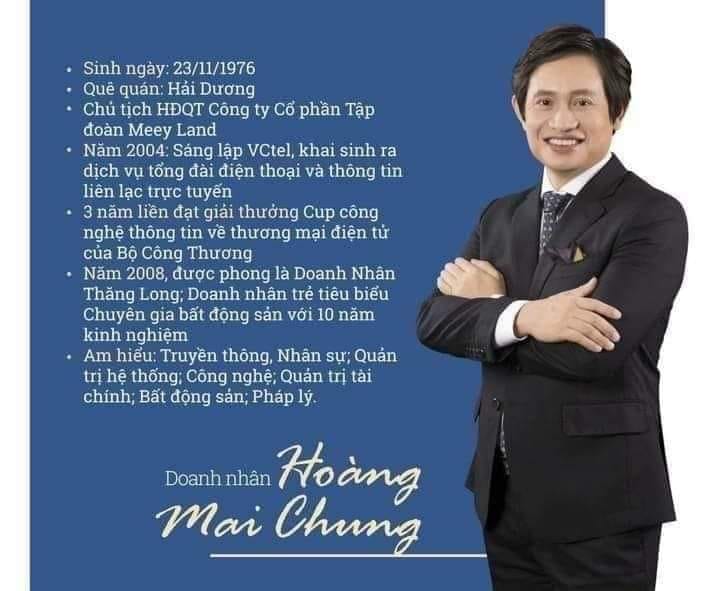 • Sinh ngày: 23/11/1976
• Quê quán: Hải Dương
• Chủ tịch HĐQT Công ty Cổ phần Tập
đoàn Meey Land
• Năm 2004: Sáng lập VCtel, khai sinh ra
dịch vụ tổng đài điện thoại và thông tin
liên lạc trực tuyến
• 3 năm liền đạt giải thưởng Cup công
nghệ thông tin về thương mại điện tử
của Bộ Công Thương
• Năm 2008, được phong là Doanh Nhân
Thăng Long; Doanh nhân trẻ tiêu biểu
Chuyên gia bất động sản với 10 năm
kinh nghiệm
• Am hiểu: Truyền thông, Nhân sự; Quản
trị hệ thống; Công nghệ; Quản trị tài
chính; Bất động sản; Pháp lý.
Doanh nhân Hoàng
Mai Chung